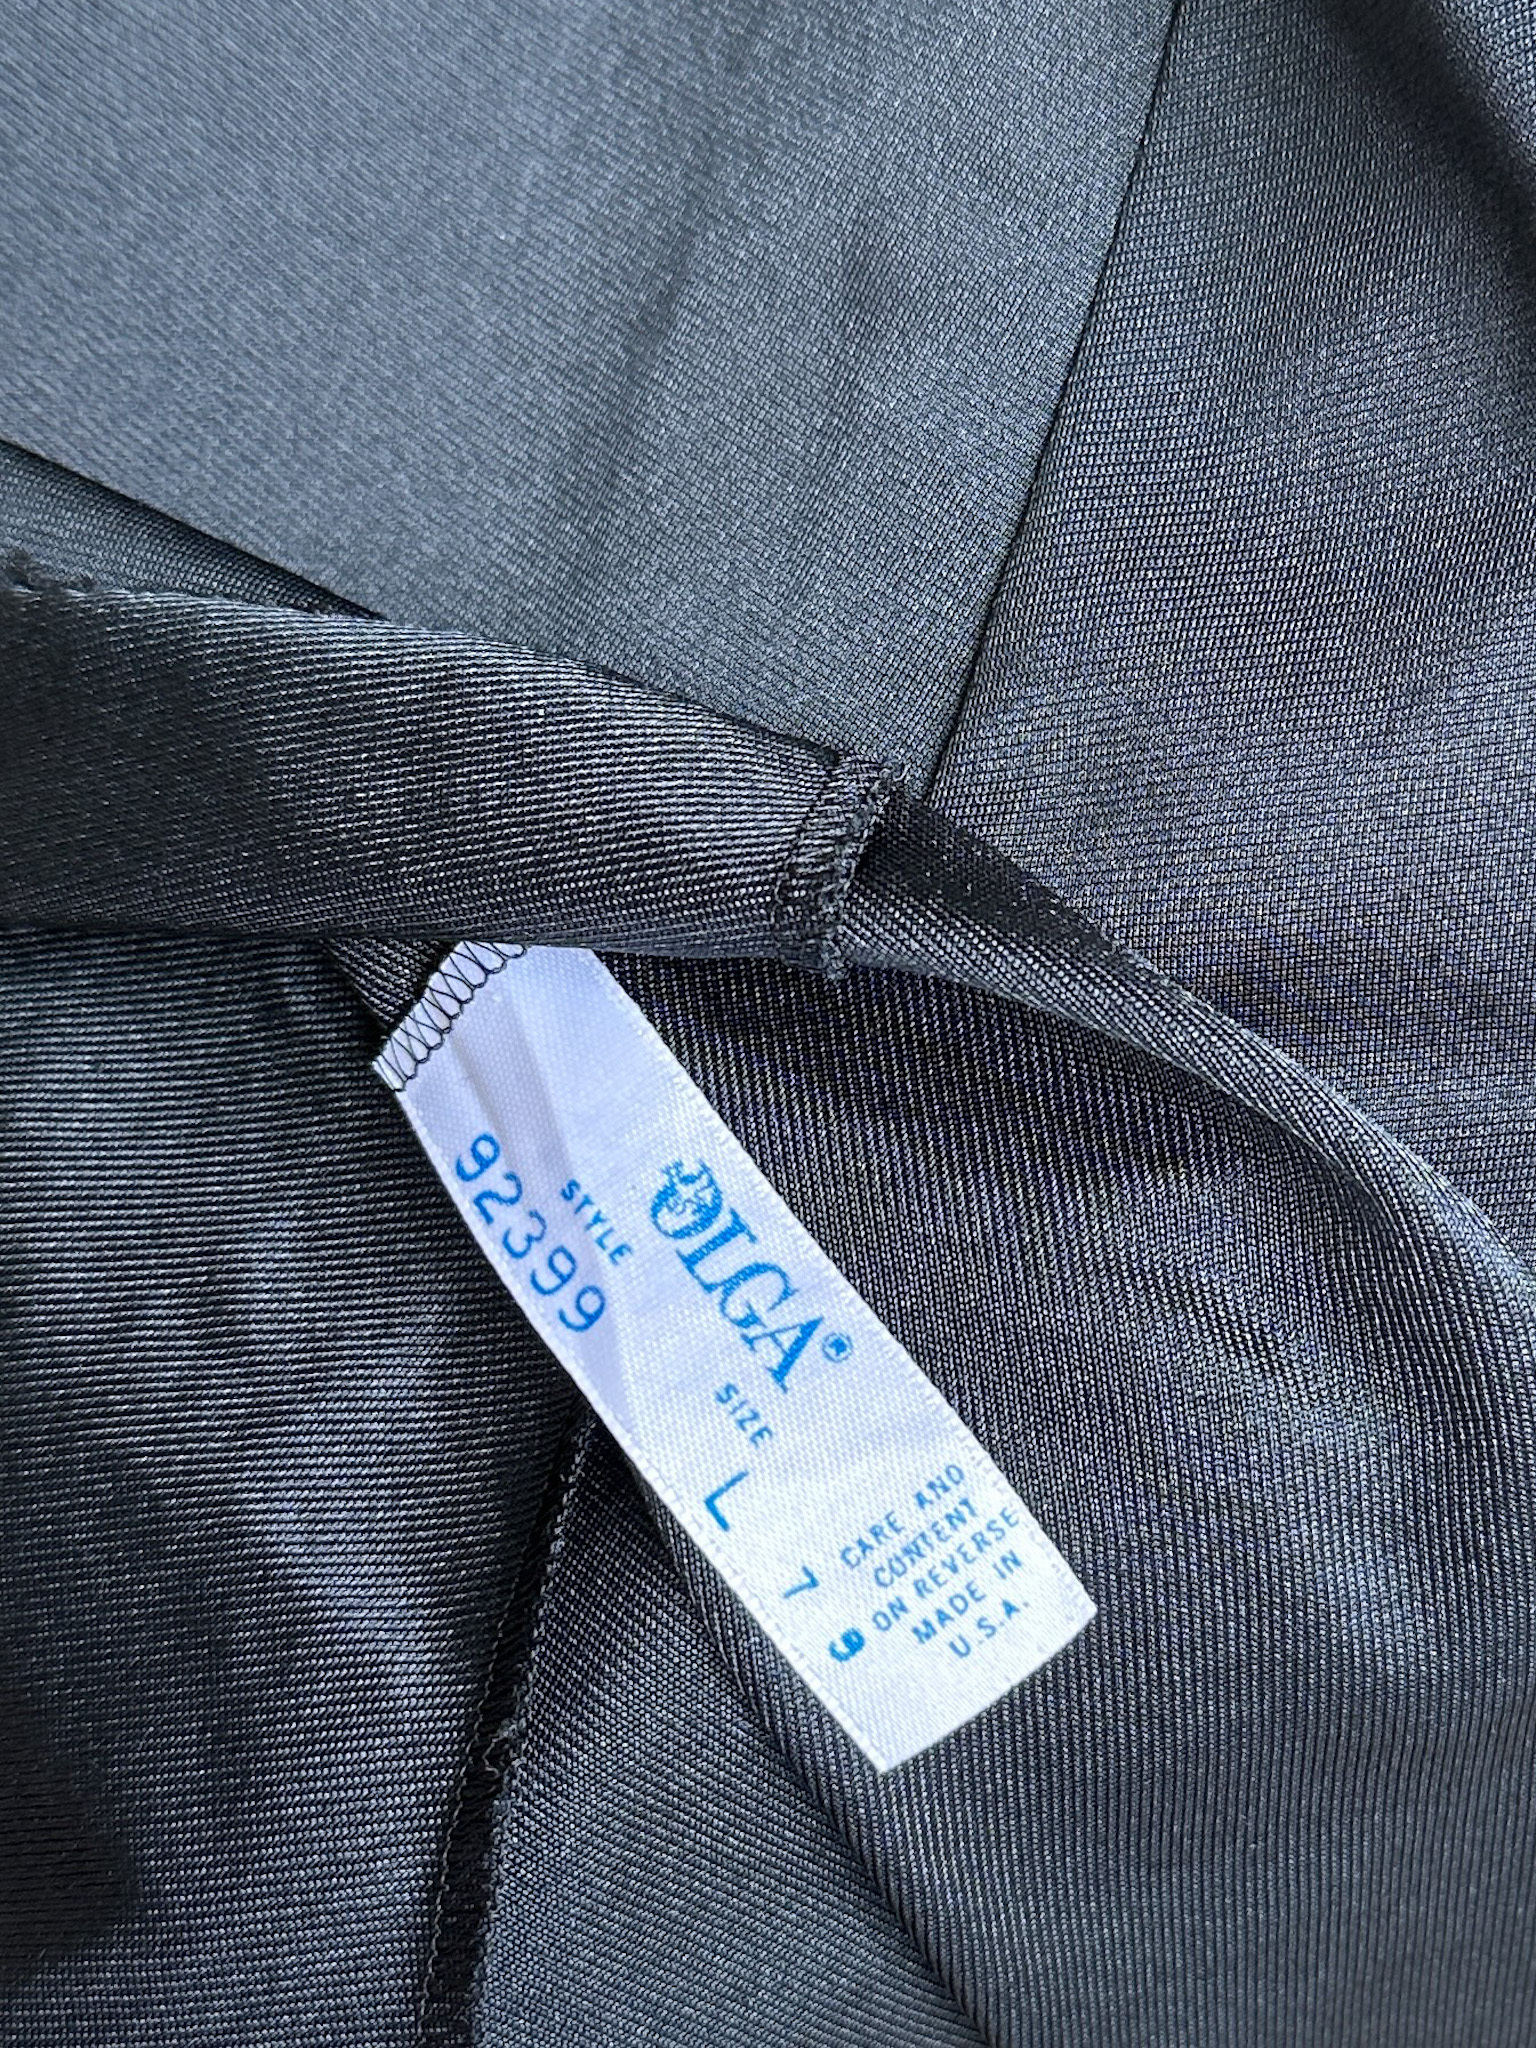 OLGA®
STYLE
92399
SIZE
L
7
9
CARE AND
CONTENT
ON REVERSE
MADE IN
U.S.A.